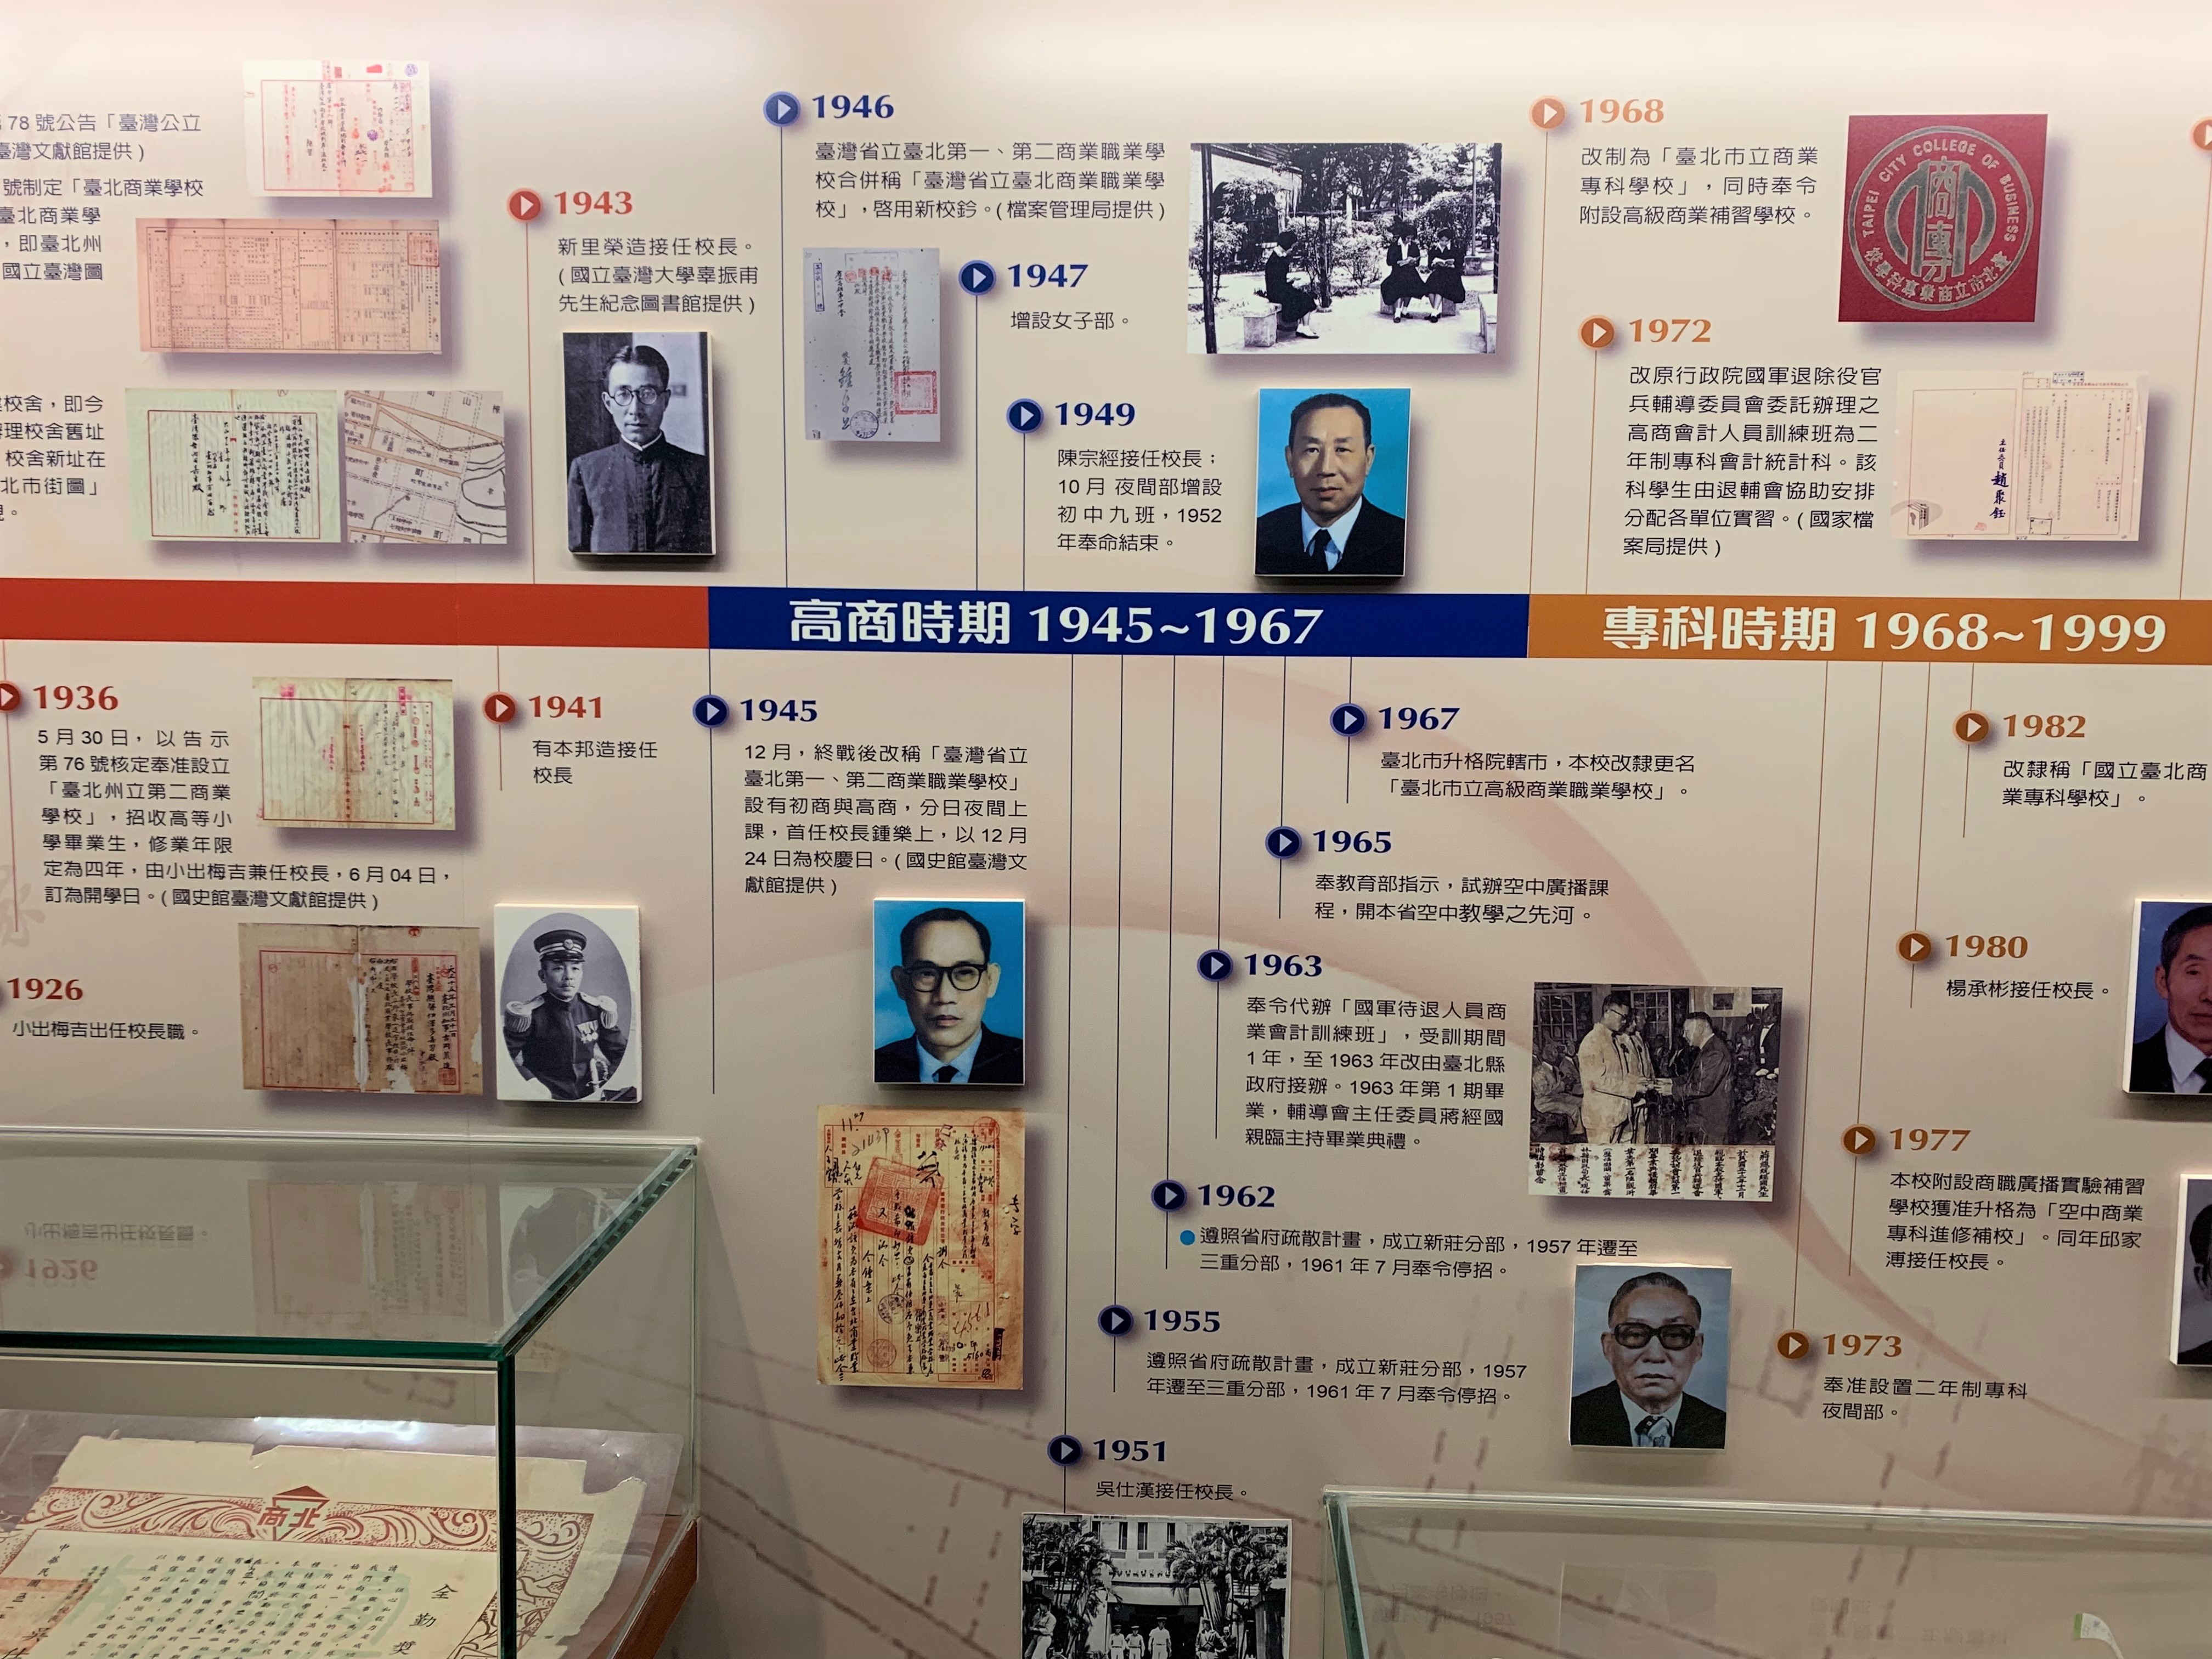 78 號公告「臺灣公立
臺灣文獻館提供 )
號制定「臺北商業學校
臺北商業學
，即臺北州
國立臺灣圖
校舍，即今
理校舍舊址
校舍新址在
北市街圖」
1943
新里榮造接任校長。
( 國立臺灣大學辜振甫
先生紀念圖書館提供 )
1946
臺灣省立臺北第一、第二商業職業學
校合併稱「臺灣省立臺北商業職業學
校」，啓用新校鈐。( 檔案管理局提供 )
1947
增設女子部。
1949
陳宗經接任校長；
10 月 夜間部增設
初中九班，1952
年奉命結束。
1968
改制為「臺北市立商業
專科學校」，同時奉令
附設高級商業補習學校。
TAIPEI CITY COLLEGE OF BUSINESS
商專
臺北市立商業專科學校
1972
改原行政院國軍退除役官
兵輔導委員會委託辦理之
高商會計人員訓練班為二
年制專科會計統計科。該
科學生由退輔會協助安排
分配各單位實習。( 國家檔
案局提供 )
主任委員 趙聚鈺
高商時期 1945~1967
專科時期 1968~1999
1936
5 月 30 日，以告示
第 76 號核定奉准設立
「臺北州立第二商業
學校」，招收高等小
學畢業生，修業年限
定為四年，由小出梅吉兼任校長，6 月 04 日，
訂為開學日。( 國史館臺灣文獻館提供 )
1926
小出梅吉出任校長職。
1941
有本邦造接任
校長
1945
12 月，終戰後改稱「臺灣省立
臺北第一、第二商業職業學校」
設有初商與高商，分日夜間上
課，首任校長鍾樂上，以 12 月
24 日為校慶日。( 國史館臺灣文
獻館提供 )
1967
臺北市升格院轄市，本校改隸更名
「臺北市立高級商業職業學校」。
1965
奉教育部指示，試辦空中廣播課
程，開本省空中教學之先河。
1963
奉令代辦「國軍待退人員商
業會計訓練班」，受訓期間
1 年，至 1963 年改由臺北縣
政府接辦。1963 年第 1 期畢
業，輔導會主任委員蔣經國
親臨主持畢業典禮。
1962
遵照省府疏散計畫，成立新莊分部，1957 年遷至
三重分部，1961 年 7 月奉令停招。
1955
遵照省府疏散計畫，成立新莊分部，1957
年遷至三重分部，1961 年 7 月奉令停招。
1951
吳仕漢接任校長。
1982
改隸稱「國立臺北商
業專科學校」。
1980
楊承彬接任校長。
1977
本校附設商職廣播實驗補習
學校獲准升格為「空中商業
專科進修補校」。同年邱家
溥接任校長。
1973
奉准設置二年制專科
夜間部。
商北
全勤獎
中華民國